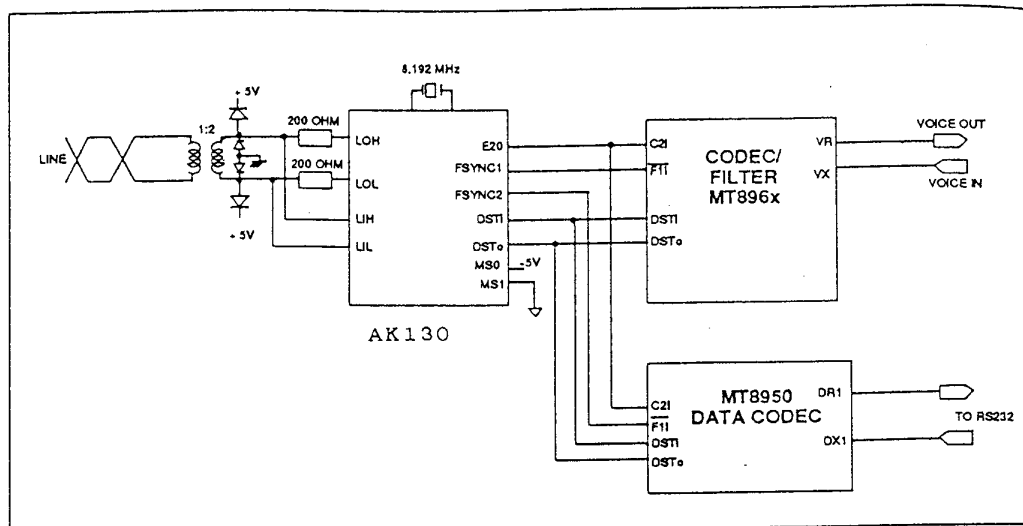 8.192 MHz
+ 5V
1:2
200 OHM
LINE
200 OHM
+ 5V
LOH
LOL
LIH
LIL
E20
FSYNC1
FSYNC2
DSTI
DSTo
MS0
-5V
MS1
AK130
C2I
F1I
DSTI
DSTo
CODEC/
FILTER
MT896x
VR
VX
VOICE OUT
VOICE IN
MT8950
DATA CODEC
C2I
F1I
DSTI
DSTo
DR1
DX1
TO RS232